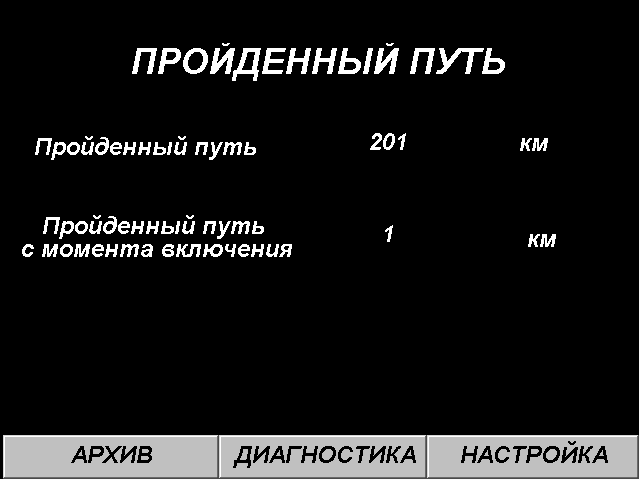 ПРОЙДЕННЫЙ ПУТЬ
Пройденный путь 201 км
Пройденный путь
с момента включения 1 км
АРХИВ ДИАГНОСТИКА НАСТРОЙКА